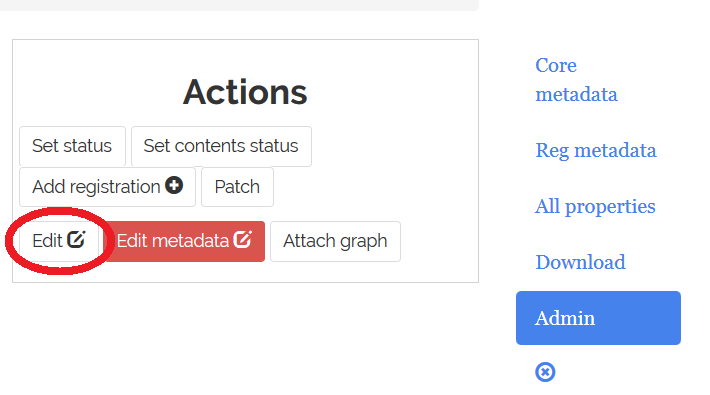 Actions
Set status
Set contents status
Add registration
Patch
Edit
Edit metadata
Attach graph
Core
metadata
Reg metadata
All properties
Download
Admin